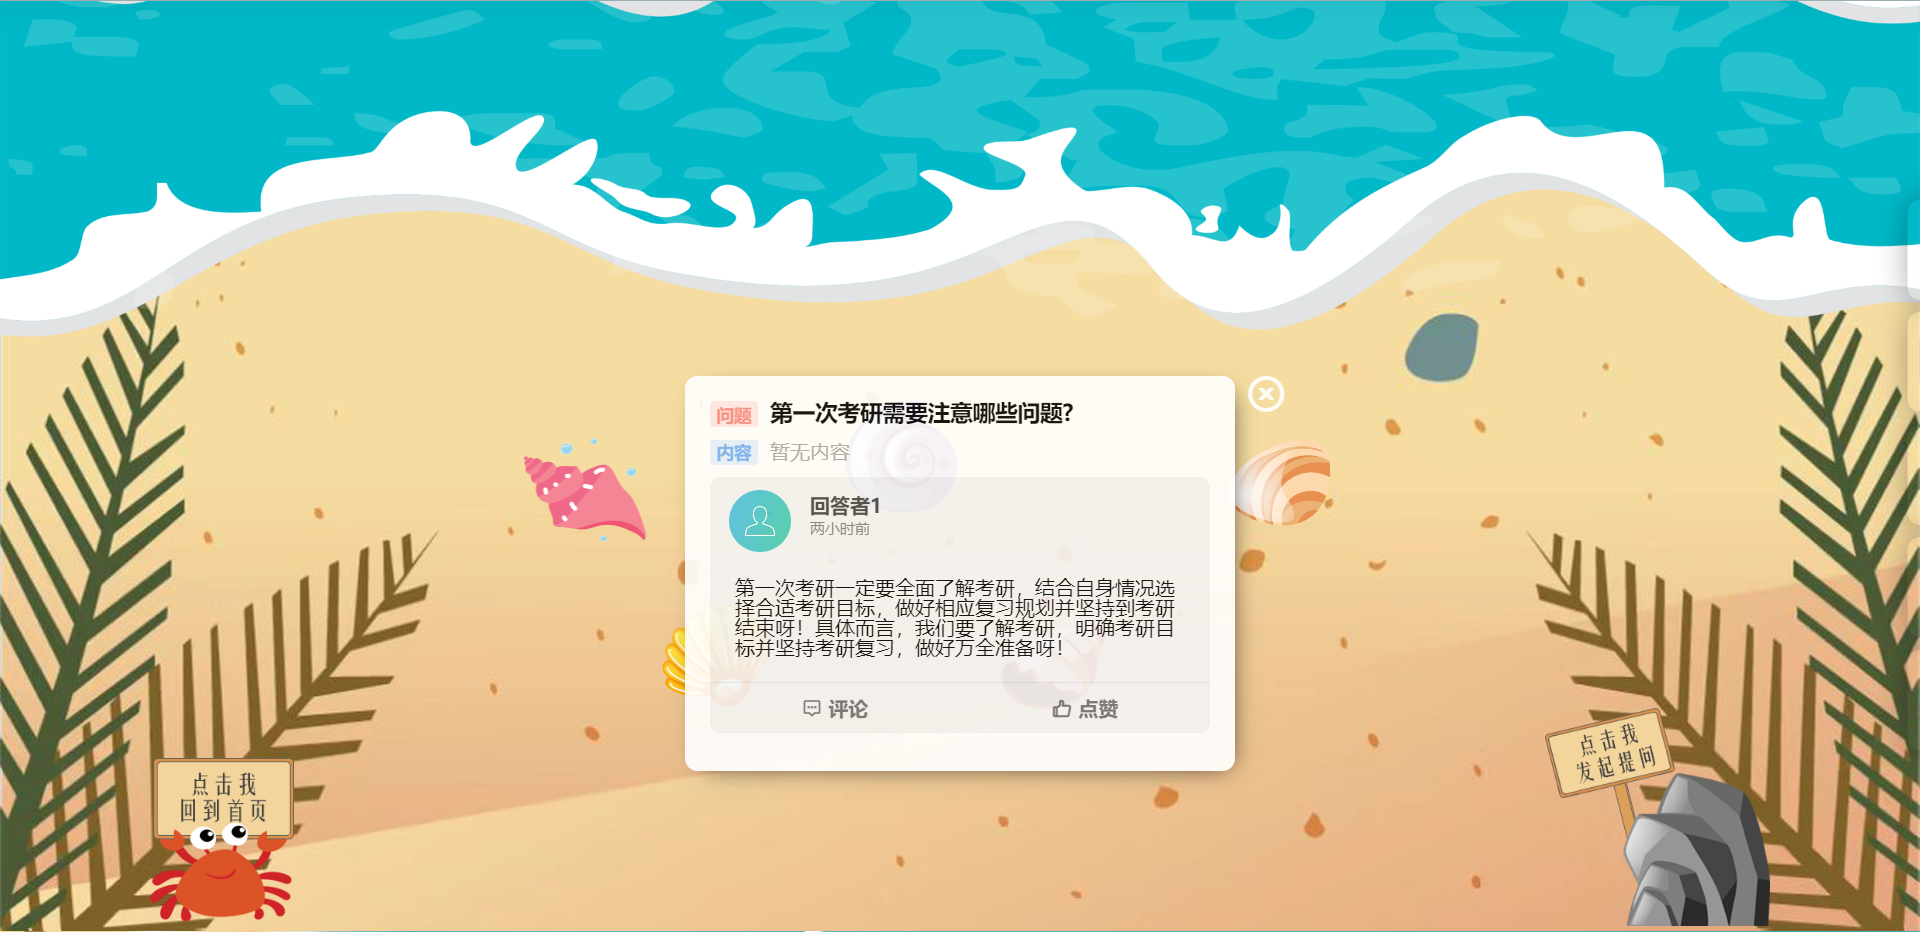 问题 第一次考研需要注意哪些问题?
内容 暂无内容
回答者1
两小时前
第一次考研一定要全面了解考研，结合自身情况选
择合适考研目标，做好相应复习规划并坚持到考研
结束呀！具体而言，我们要了解考研，明确考研目
标并坚持考研复习，做好万全准备呀！
评论 点赞
点击我
回到首页
点击我
发起提问